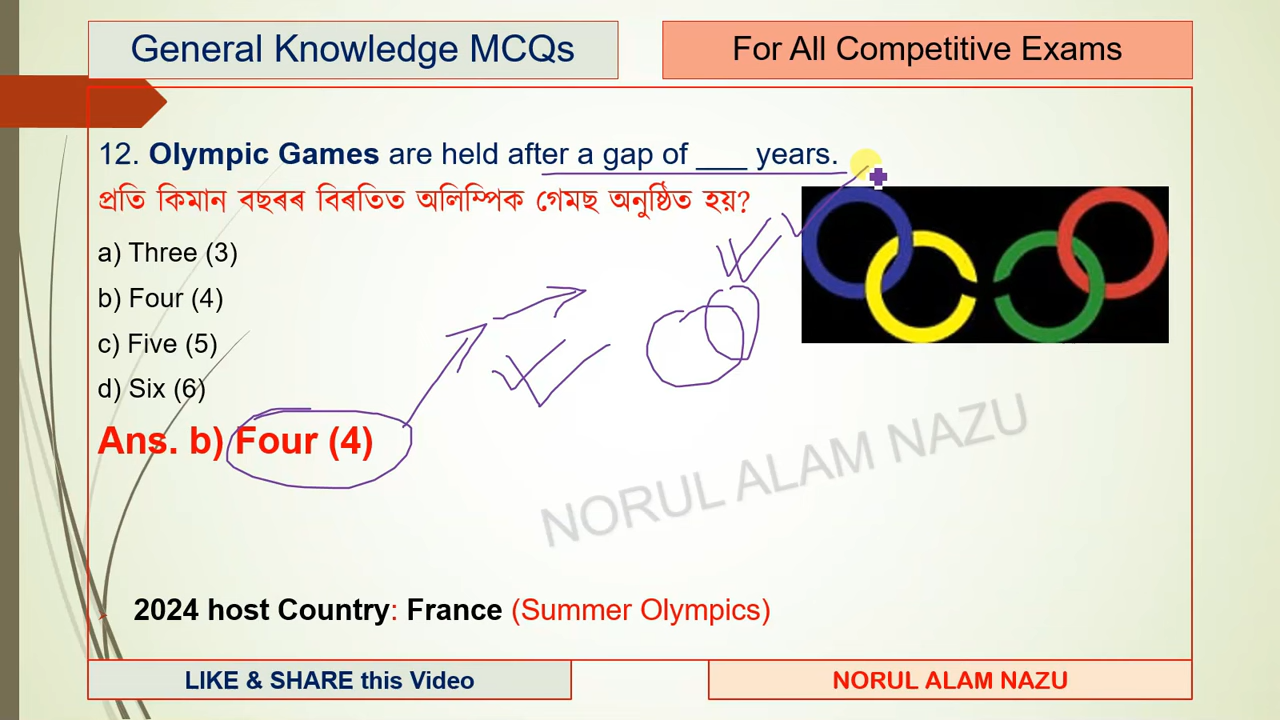 General Knowledge MCQs
For All Competitive Exams
12. Olympic Games are held after a gap of ___ years.
প্ৰতি কিমান বছৰৰ বিৰতিত অলিম্পিক গেমছ অনুষ্ঠিত হয়?
a) Three (3)
b) Four (4)
c) Five (5)
d) Six (6)
Ans. b) Four (4)
NORUL ALAM NAZU
2024 host Country: France (Summer Olympics)
LIKE & SHARE this Video
NORUL ALAM NAZU